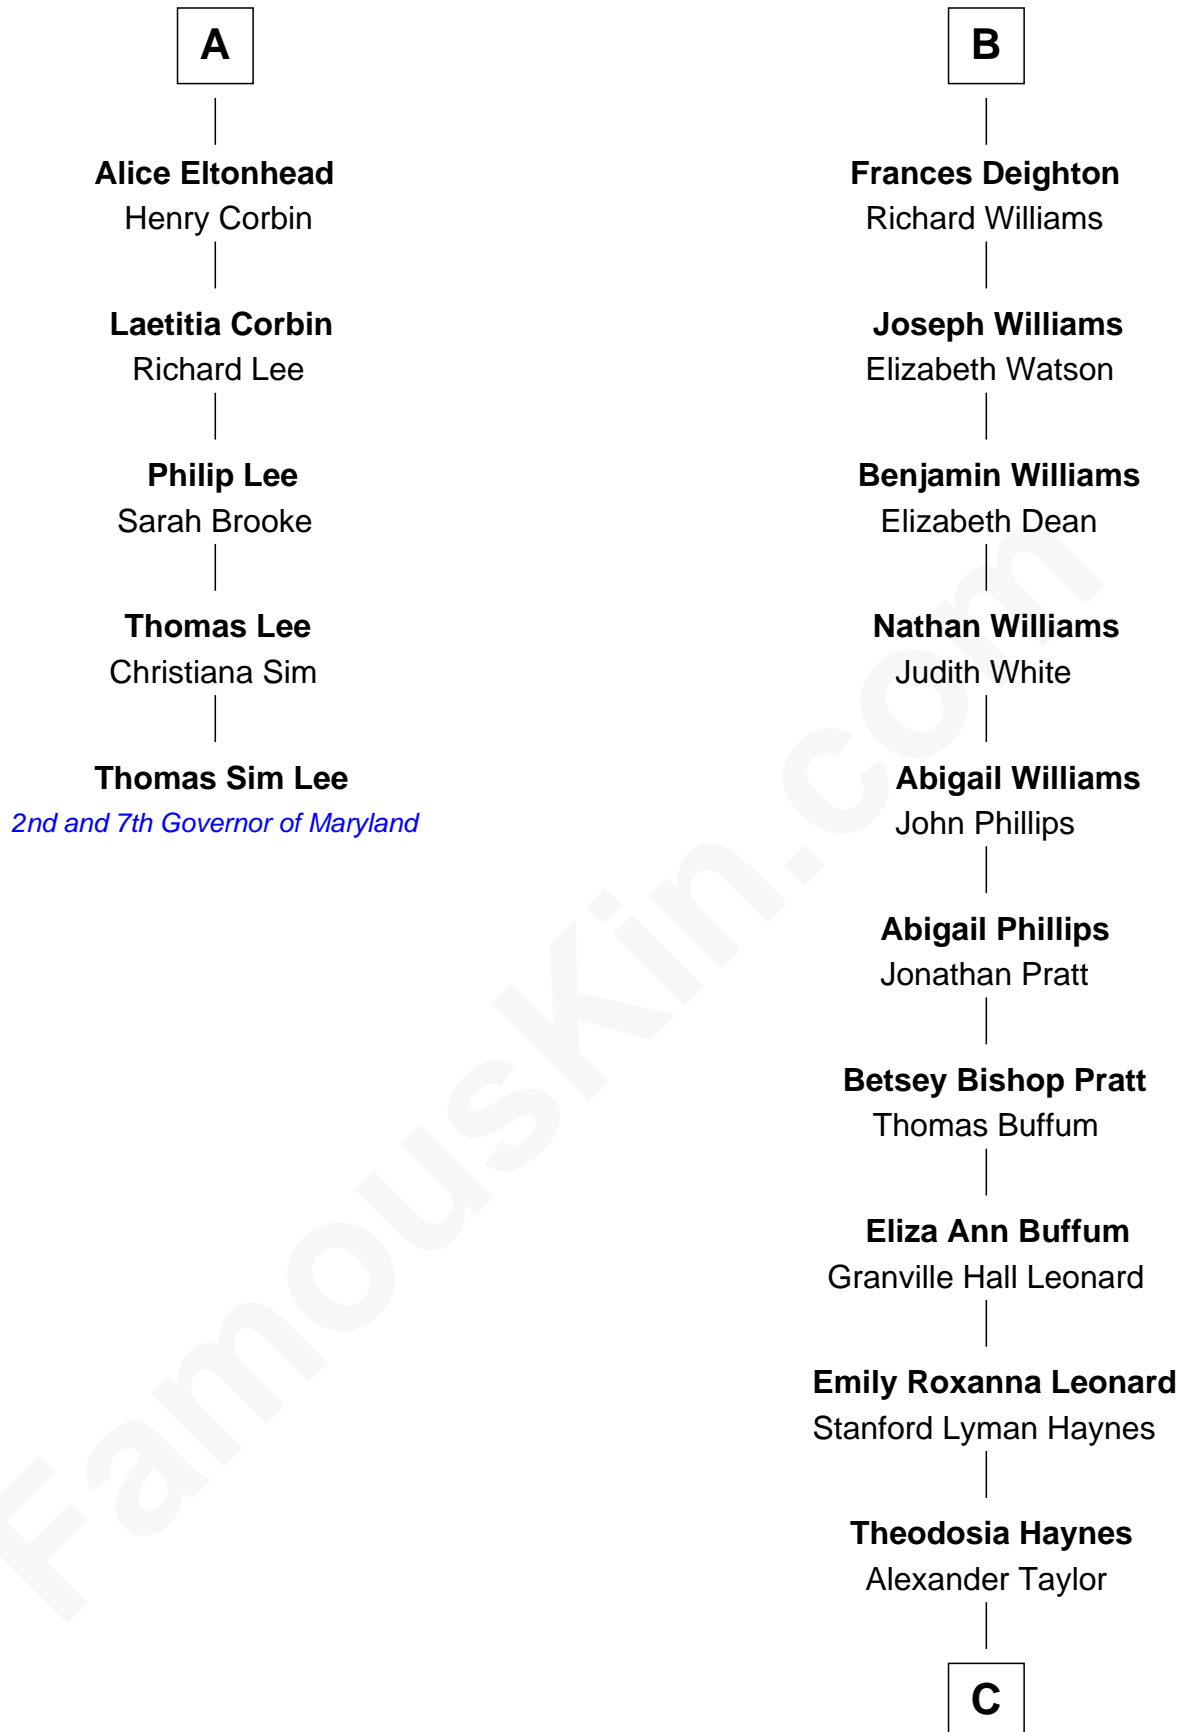 A
Alice Eltonhead
Henry Corbin
Laetitia Corbin
Richard Lee
Philip Lee
Sarah Brooke
Thomas Lee
Christiana Sim
Thomas Sim Lee
2nd and 7th Governor of Maryland
B
Frances Deighton
Richard Williams
Joseph Williams
Elizabeth Watson
Benjamin Williams
Elizabeth Dean
Nathan Williams
Judith White
Abigail Williams
John Phillips
Abigail Phillips
Jonathan Pratt
Betsey Bishop Pratt
Thomas Buffum
Eliza Ann Buffum
Granville Hall Leonard
Emily Roxanna Leonard
Stanford Lyman Haynes
Theodosia Haynes
Alexander Taylor
C
FamousKin.com